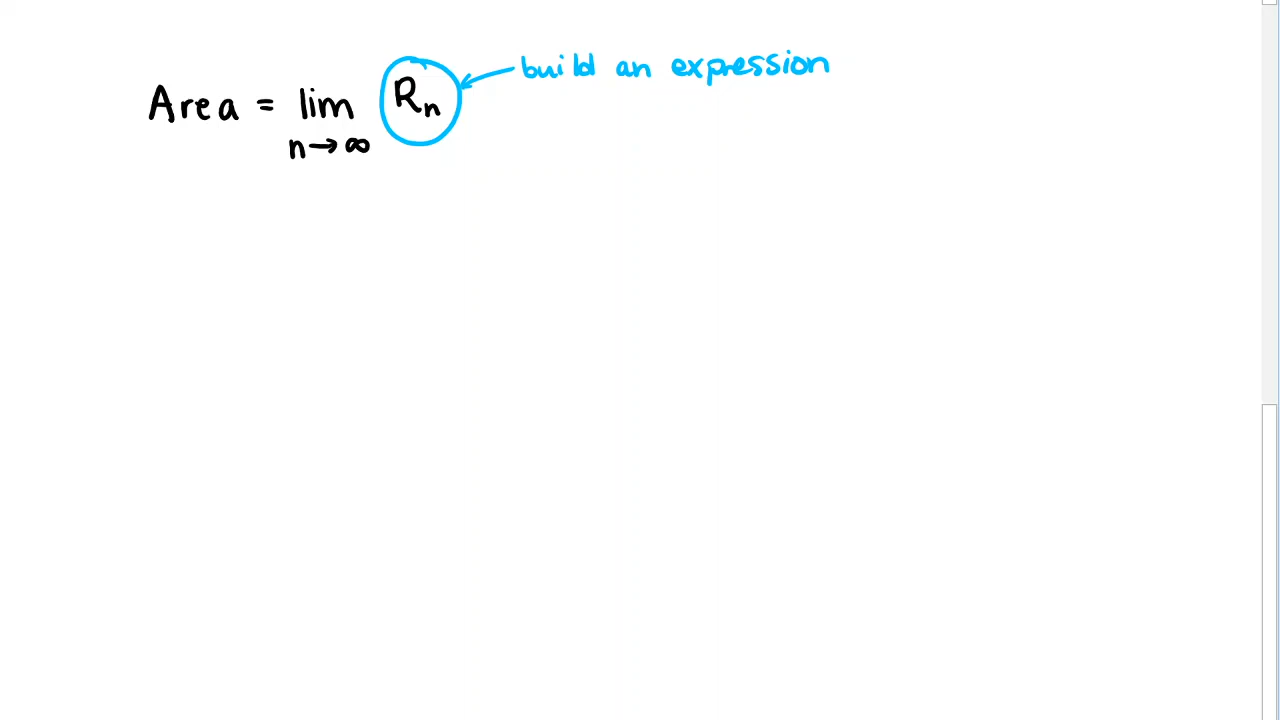 Area = lim Rₙ ← build an expression
n→∞